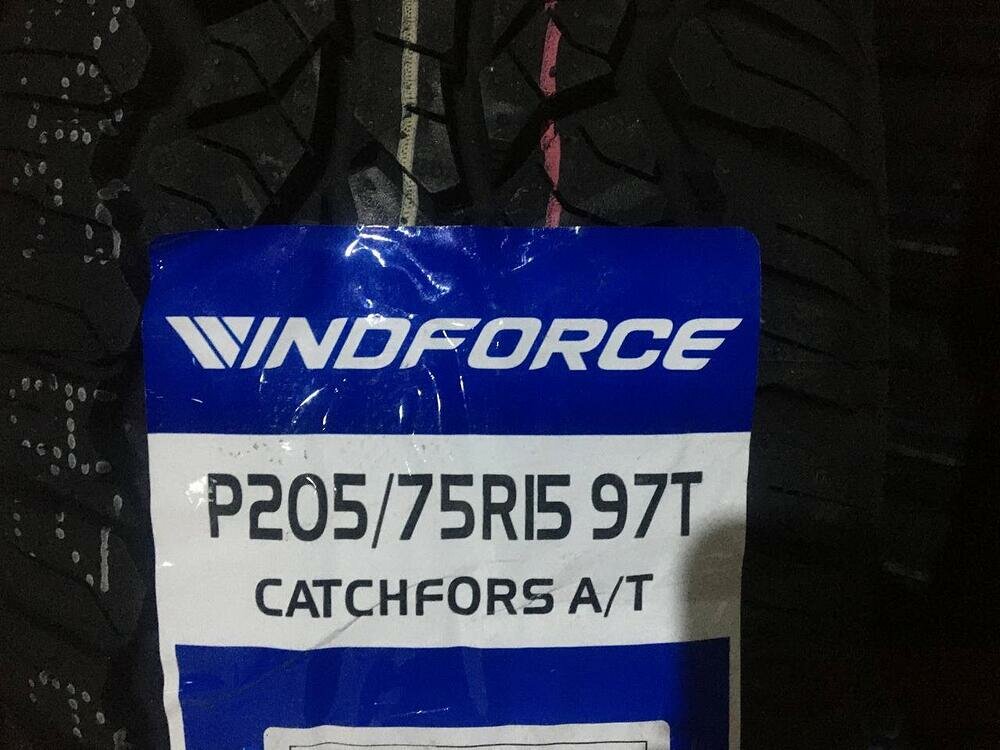 WINDFORCE
P205/75R15 97T
CATCHFORS A/T